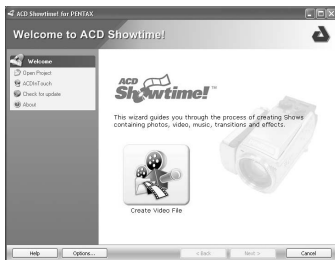 ACD Showtime! for PENTAX
Welcome to ACD Showtime!
Welcome
Open Project
ACDInTouch
Check for update
About
ACD
Showtime!™
This wizard guides you through the process of creating Shows
containing photos, video, music, transitions and effects.
Create Video File
Help
Options...
< Back
Next >
Cancel